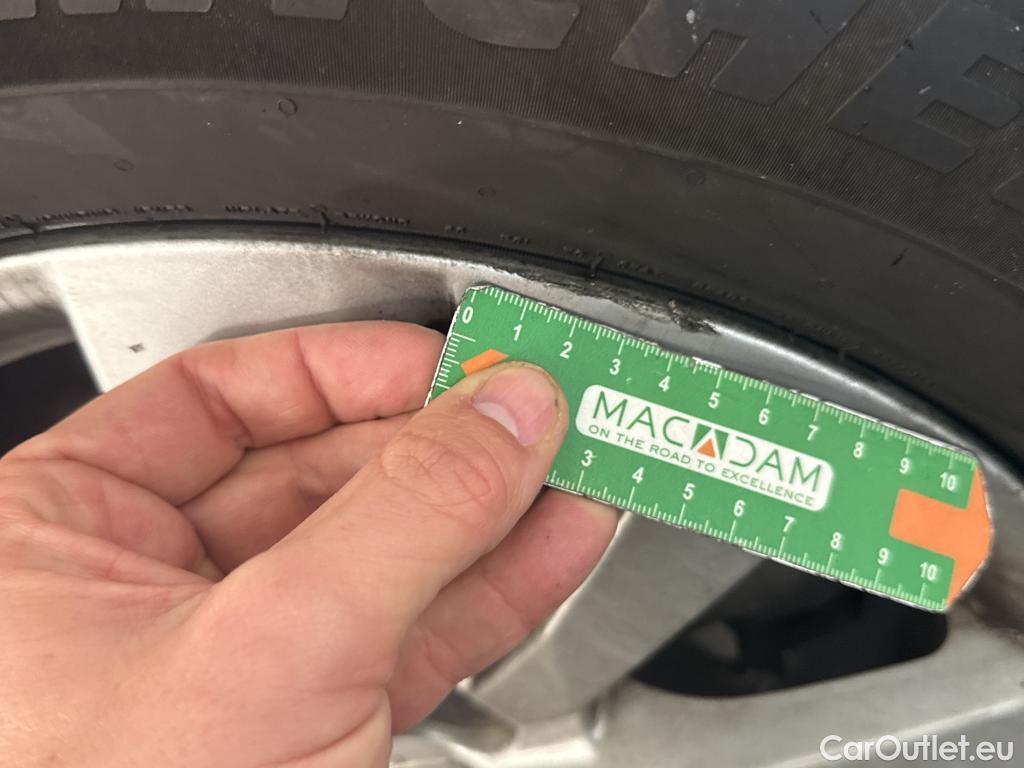 0 1 2 3 4 5 6 7 8 9 10
MACADAM
ON THE ROAD TO EXCELLENCE
3 4 5 6 7 8 9 10
CarOutlet.eu